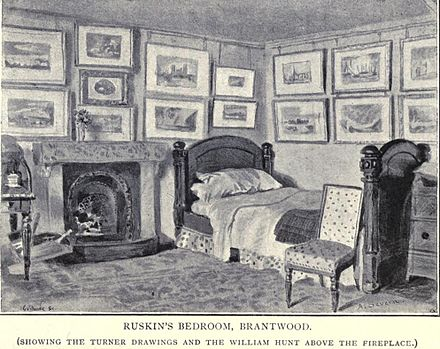 RUSKIN'S BEDROOM, BRANTWOOD.
(SHOWING THE TURNER DRAWINGS AND THE WILLIAM HUNT ABOVE THE FIREPLACE.)